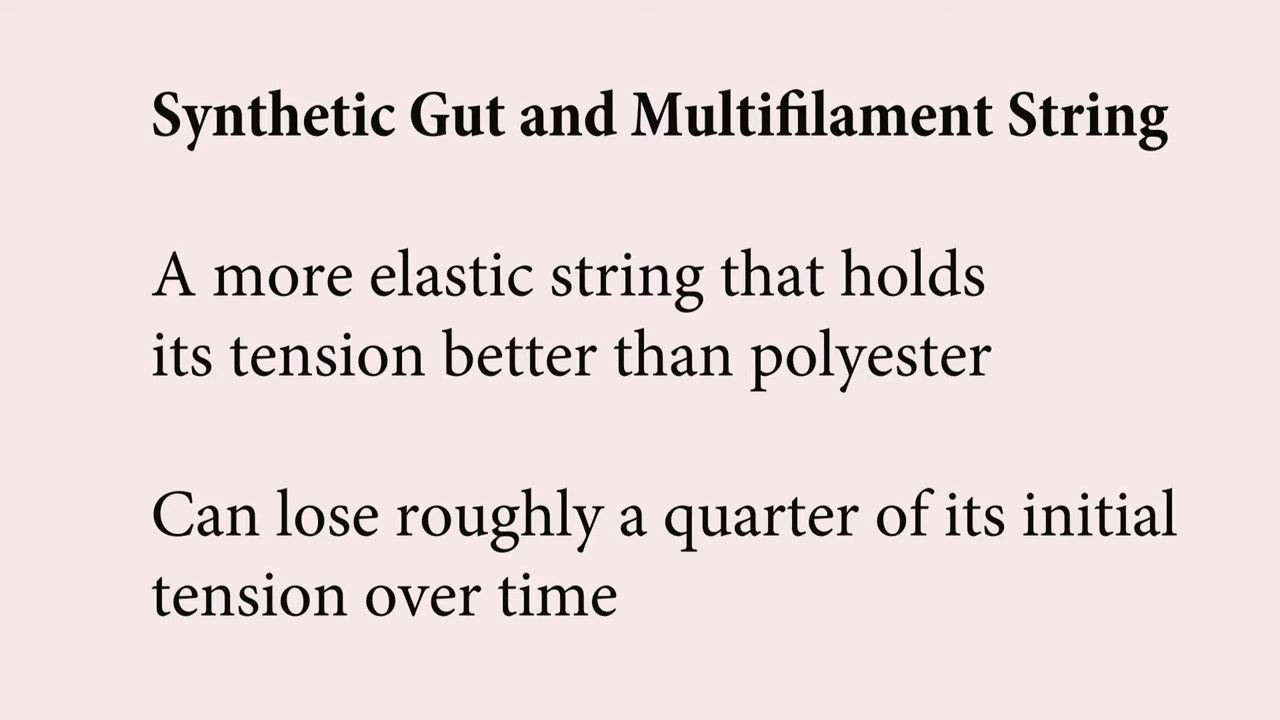 Synthetic Gut and Multifilament String
A more elastic string that holds
its tension better than polyester
Can lose roughly a quarter of its initial
tension over time